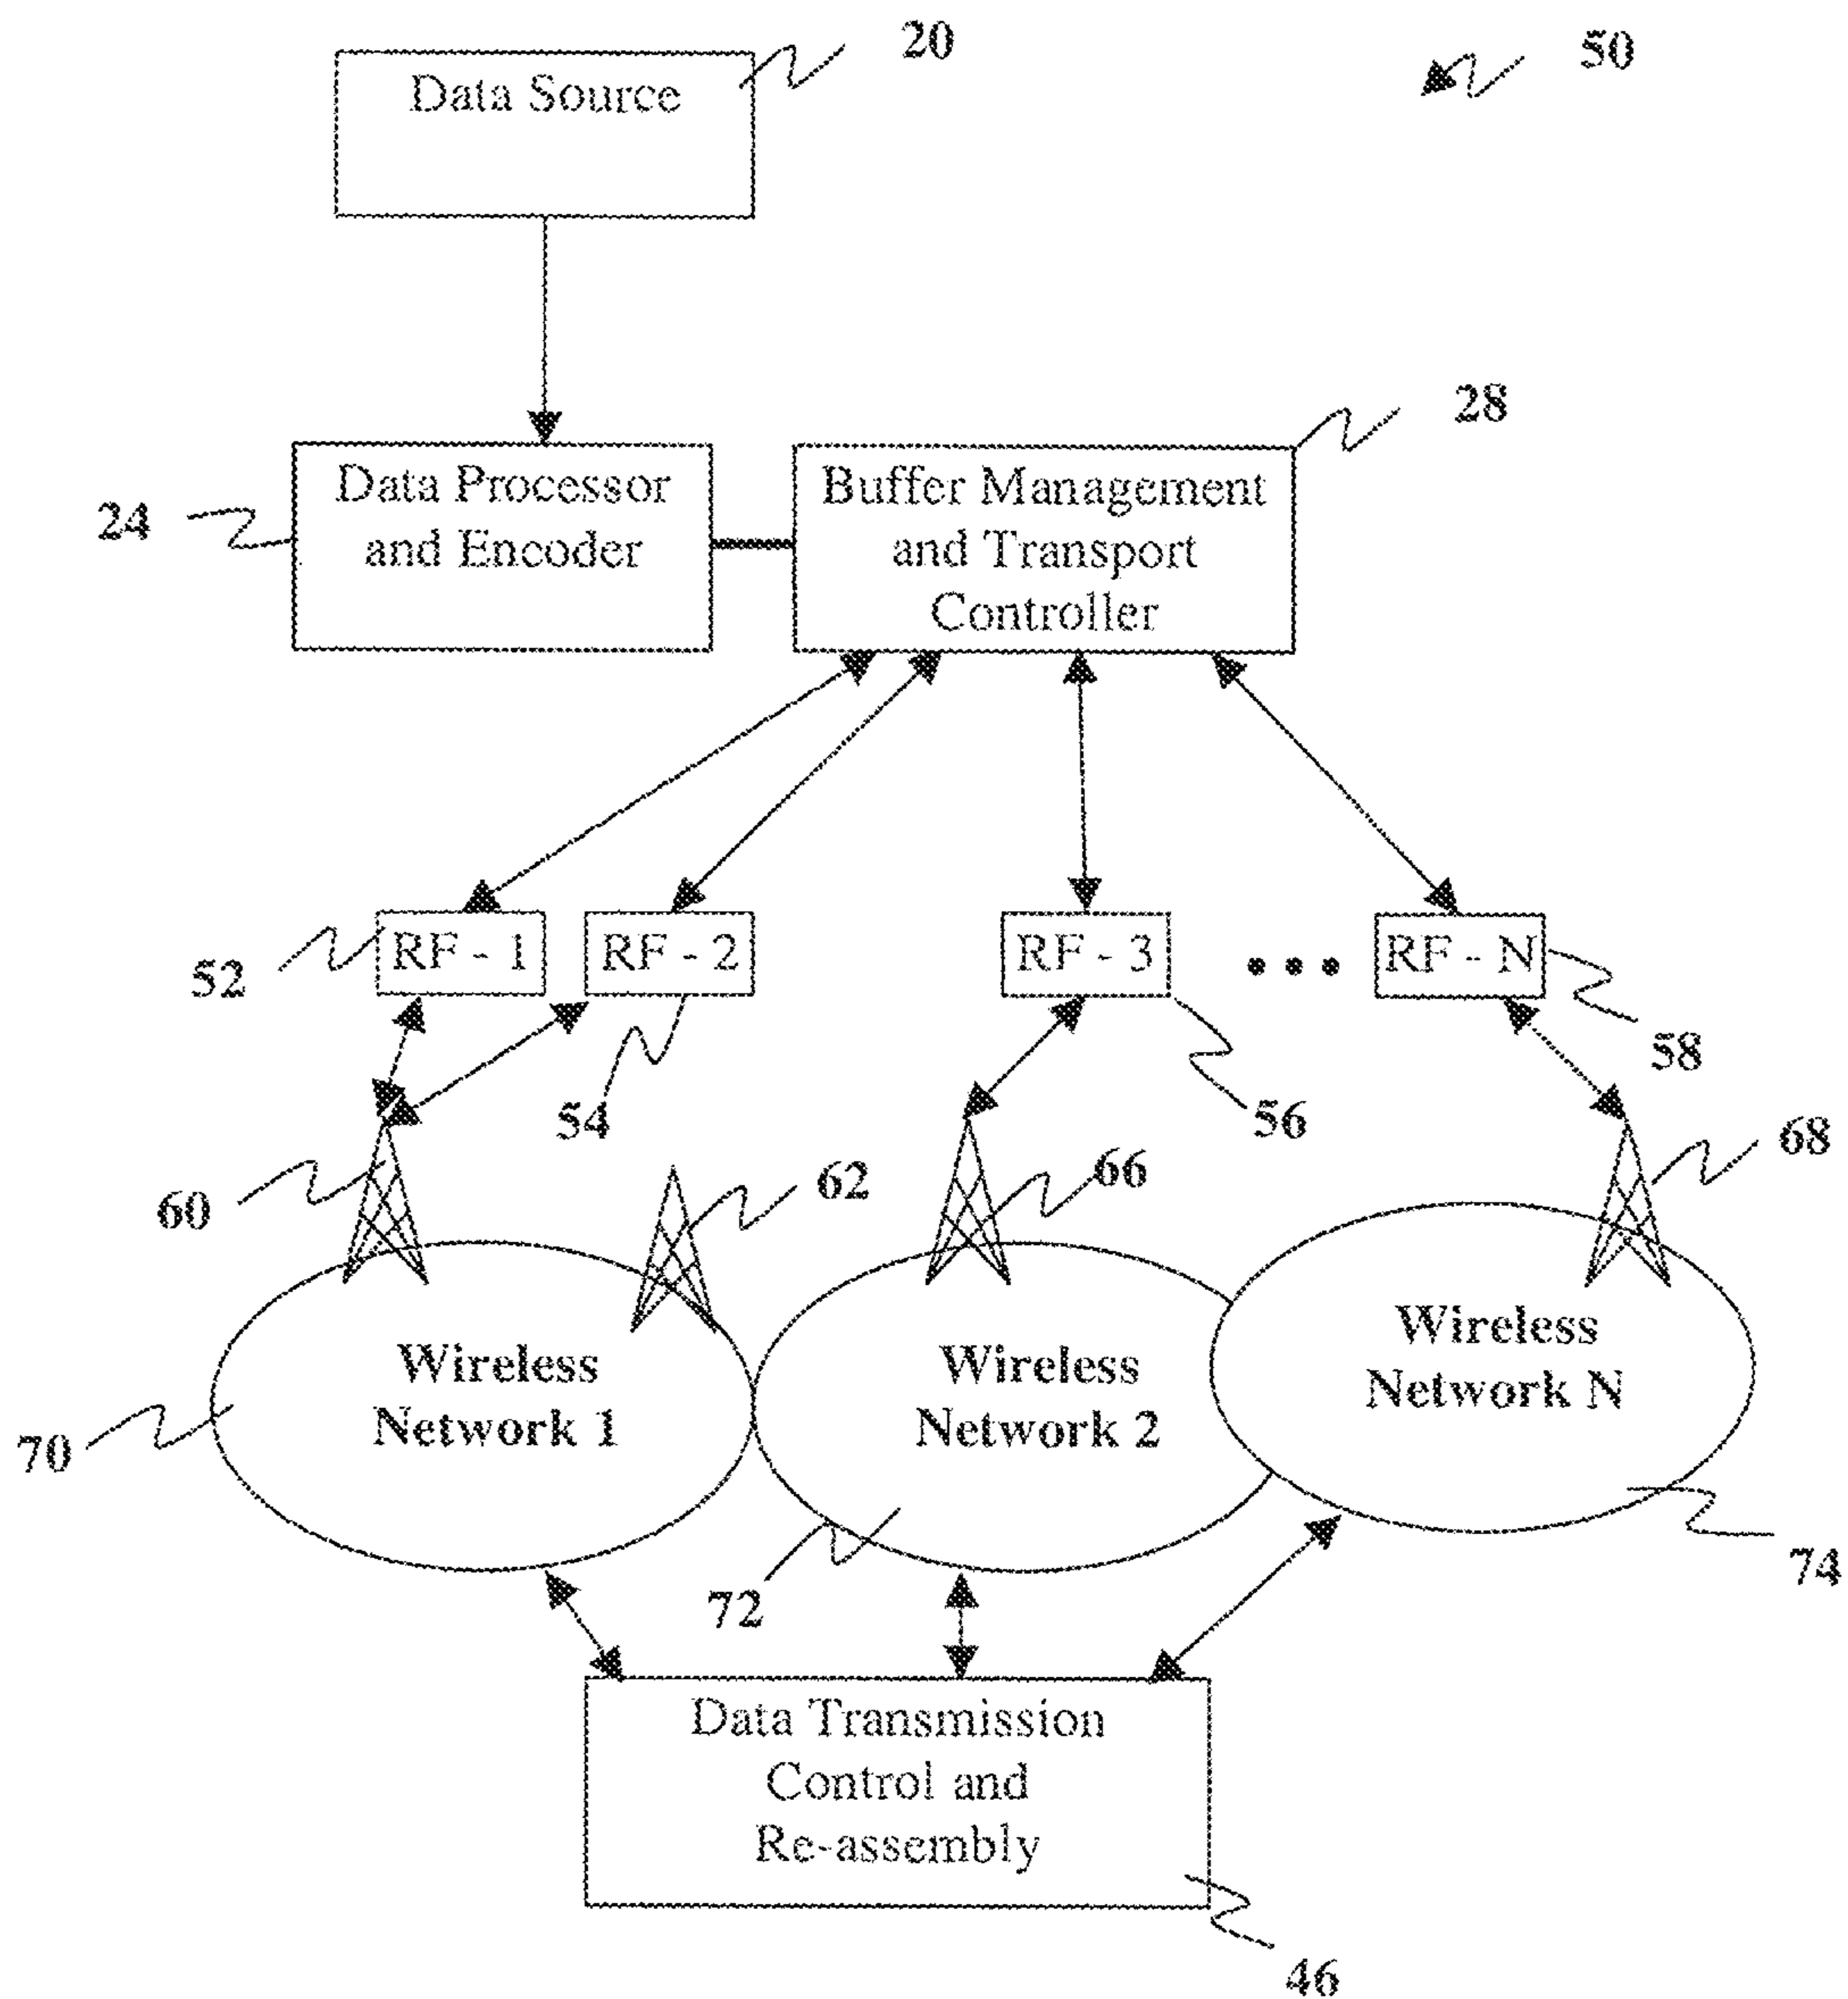 20
50
Data Source
28
24
Data Processor
and Encoder
Buffer Management
and Transport
Controller
52
RF - 1
RF - 2
RF - 3
RF - N
58
54
56
60
62
66
68
Wireless
Network 1
Wireless
Network 2
Wireless
Network N
70
72
74
Data Transmission
Control and
Re-assembly
46